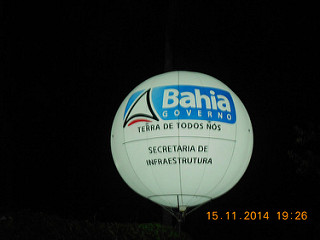 Bahia
GOVERNO
TERRA DE TODOS NÓS
SECRETARIA DE
INFRAESTRUTURA
15.11.2014 19:26